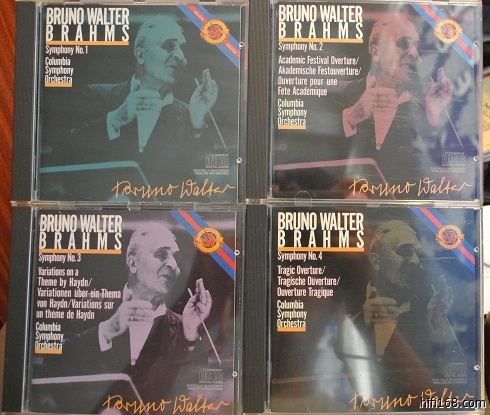 BRUNO WALTER
BRAHMS
Symphony No.1
Columbia
Symphony
Orchestra
Bruno Walter
BRUNO WALTER
BRAHMS
Symphony No.2
Academic Festival Overture/
Akademische Festouvertüre/
Ouverture pour une
Fête Académique
Columbia
Symphony
Orchestra
Bruno Walter
BRUNO WALTER
BRAHMS
Symphony No.3
Variations on a
Theme by Haydn/
Variationen über ein Thema
von Haydn/Variations sur
un thème de Haydn
Columbia
Symphony
Orchestra
Bruno Walter
BRUNO WALTER
BRAHMS
Symphony No.4
Tragic Overture/
Tragische Ouverture/
Ouverture Tragique
Columbia
Symphony
Orchestra
Bruno Walter
hifi168.com